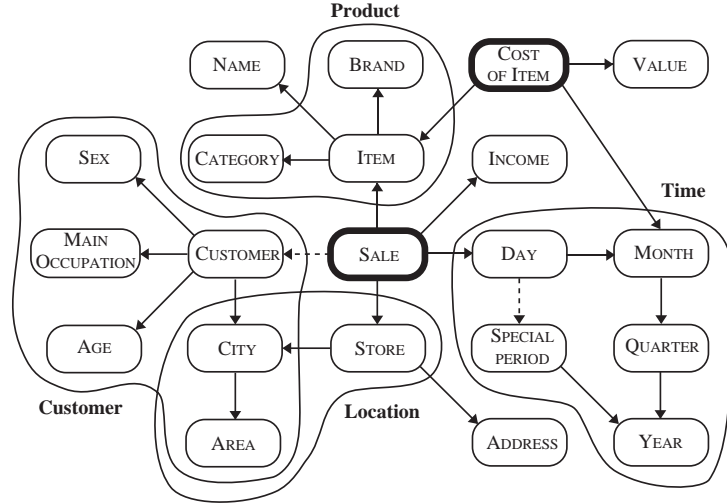 Product
NAME
BRAND
COST
OF ITEM
VALUE
SEX
CATEGORY
ITEM
INCOME
Time
MAIN
OCCUPATION
CUSTOMER
SALE
DAY
MONTH
AGE
CITY
STORE
SPECIAL
PERIOD
QUARTER
Customer
Location
AREA
ADDRESS
YEAR